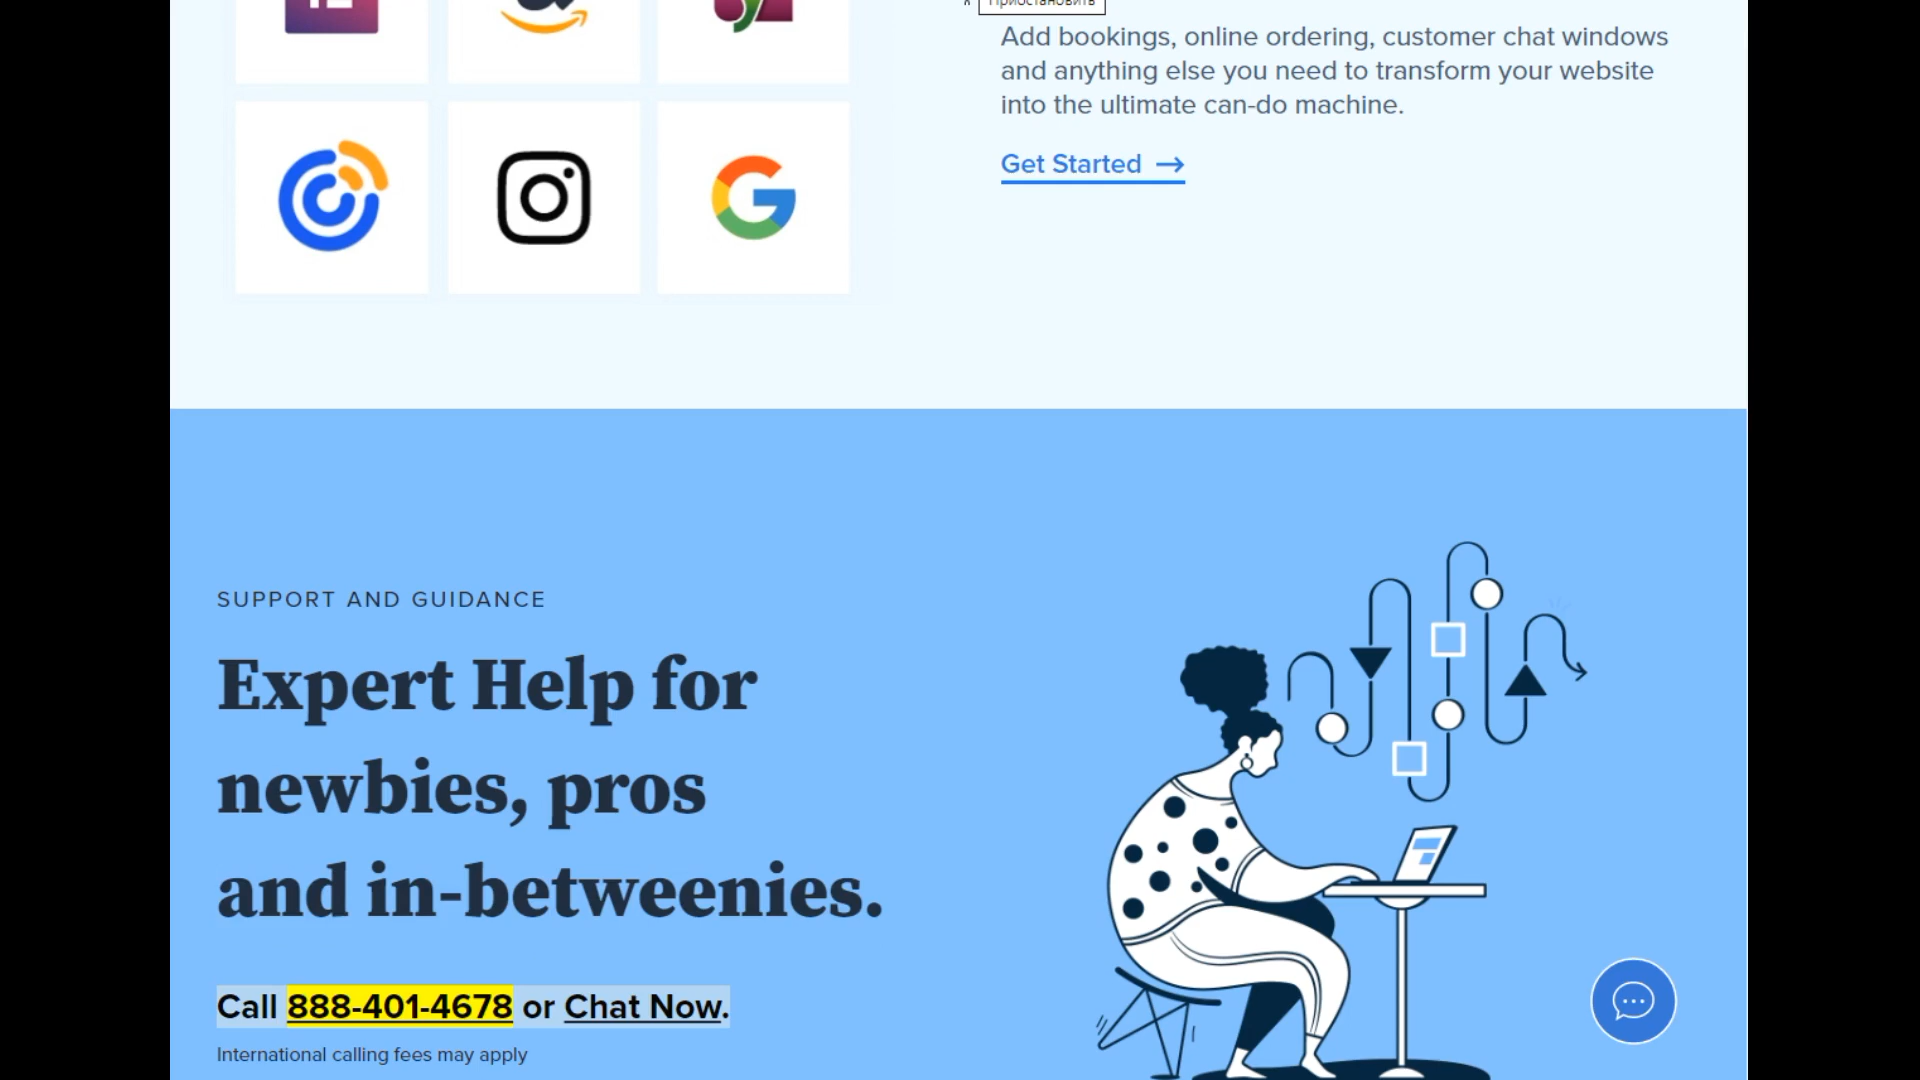 Приостановить
Add bookings, online ordering, customer chat windows
and anything else you need to transform your website
into the ultimate can-do machine.
Get Started
SUPPORT AND GUIDANCE
Expert Help for
newbies, pros
and in-betweenies.
Call 888-401-4678 or Chat Now.
International calling fees may apply